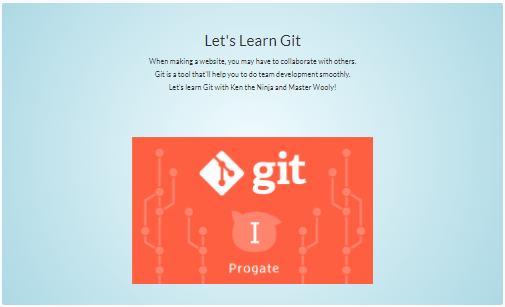 Let's Learn Git
When making a website, you may have to collaborate with others.
Git is a tool that'll help you to do team development smoothly.
Let's learn Git with Ken the Ninja and Master Wooly!
git
I
Progate